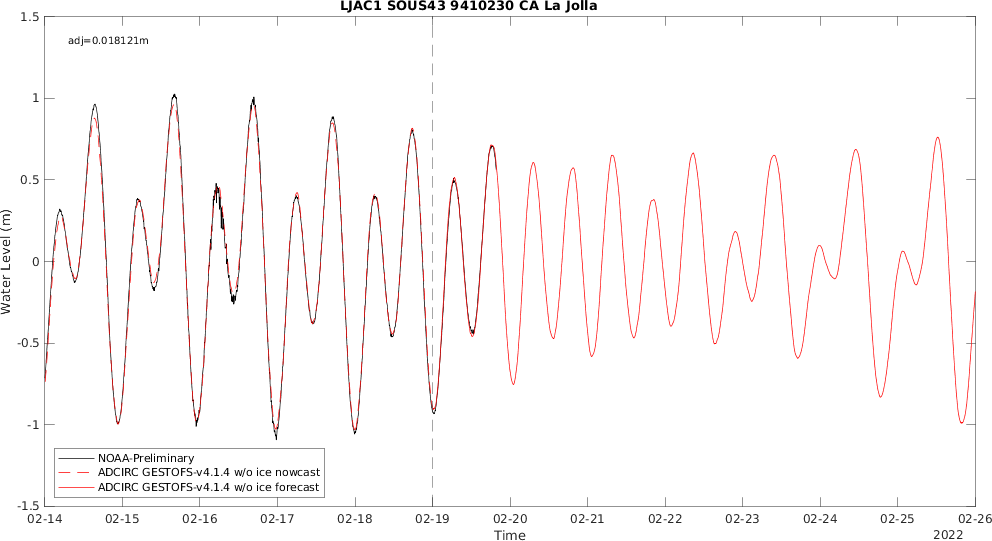 LJAC1 SOUS43 9410230 CA La Jolla
adj=0.018121m
1.5
1
0.5
0
-0.5
-1
-1.5
Water Level (m)
NOAA-Preliminary
ADCIRC GESTOFS-v4.1.4 w/o ice nowcast
ADCIRC GESTOFS-v4.1.4 w/o ice forecast
02-14 02-15 02-16 02-17 02-18 02-19 02-20 02-21 02-22 02-23 02-24 02-25 02-26
Time
2022